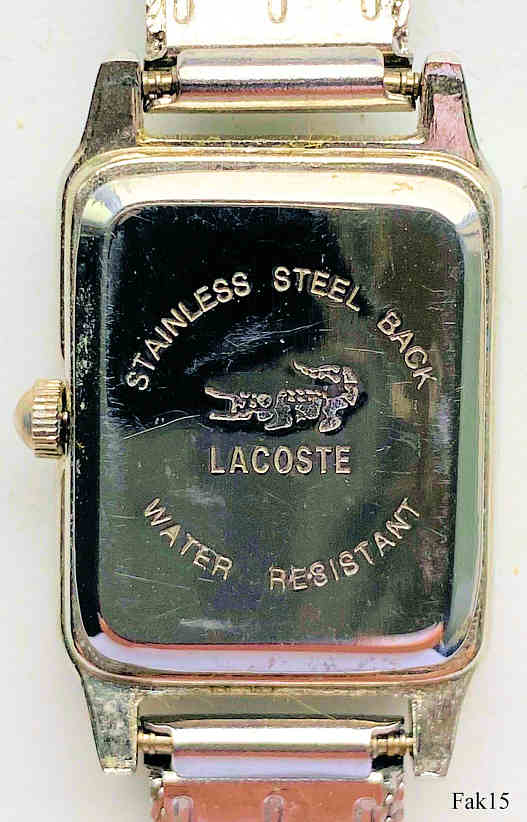 STAINLESS STEEL BACK
LACOSTE
WATER RESISTANT
Fak15